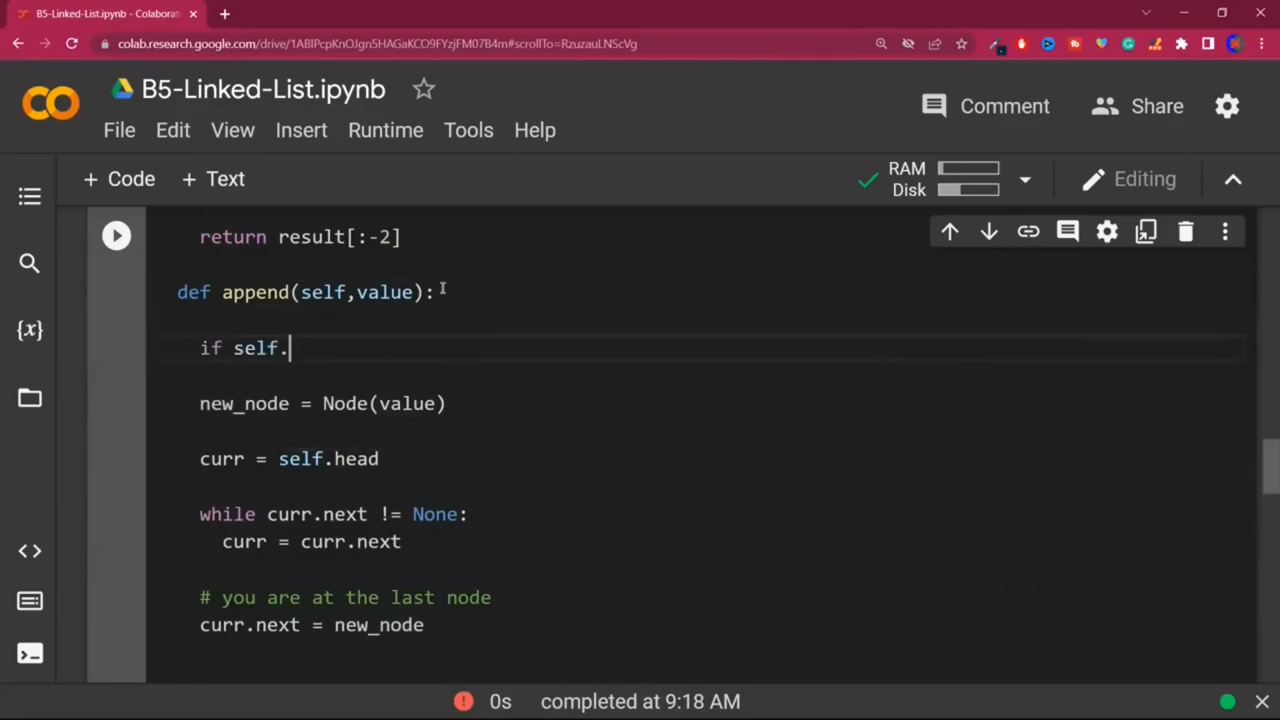 B5-Linked-List.ipynb - Colaborat
colab.research.google.com/drive/1ABlPcpKnOJgn5HAGaKCO9FYzjFM07B4m#scrollTo=RzuzauLNScVg
B5-Linked-List.ipynb
Comment
Share
File Edit View Insert Runtime Tools Help
+ Code + Text
RAM
Disk
Editing
return result[:-2]
def append(self,value):
if self.
new_node = Node(value)
curr = self.head
while curr.next != None:
curr = curr.next
# you are at the last node
curr.next = new_node
{x}
0s completed at 9:18 AM